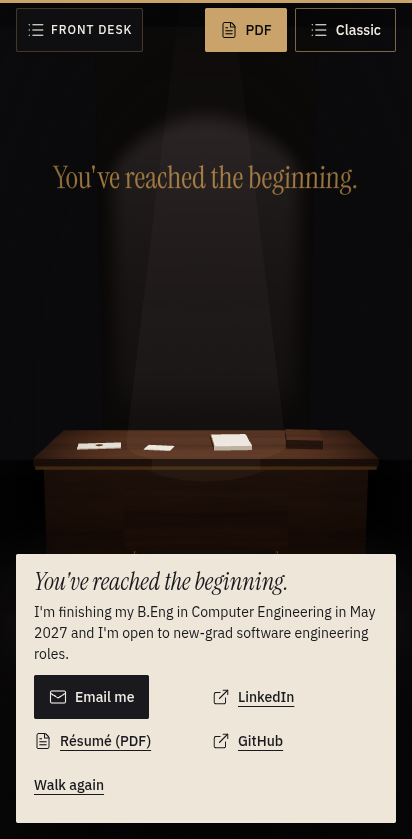 FRONT DESK
PDF
Classic
You've reached the beginning.
You've reached the beginning.
I'm finishing my B.Eng in Computer Engineering in May
2027 and I'm open to new-grad software engineering
roles.
Email me
LinkedIn
Résumé (PDF)
GitHub
Walk again